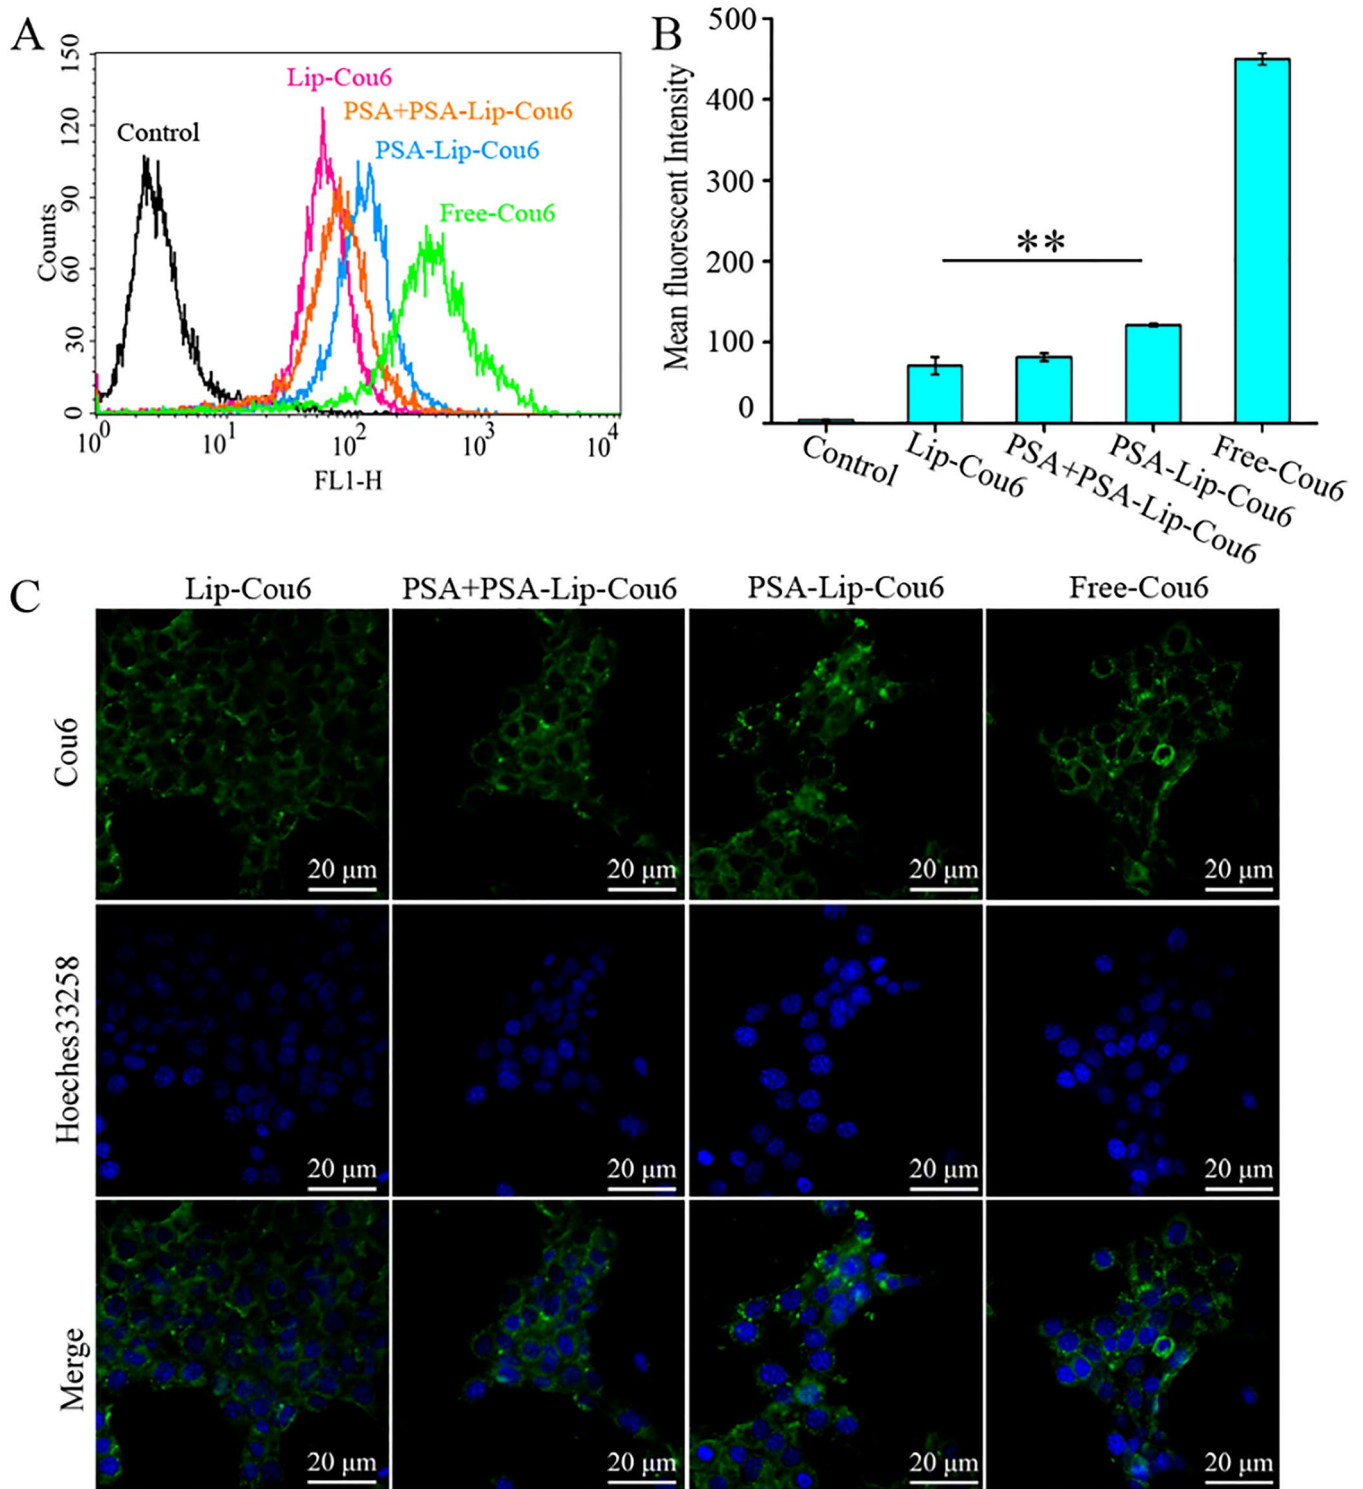 A
Lip-Cou6
PSA+PSA-Lip-Cou6
Control
PSA-Lip-Cou6
Free-Cou6
Counts
150
120
90
60
30
0
10^0
10^1
10^2
10^3
10^4
FL1-H
B
Mean fluorescent Intensity
500
400
300
200
100
0
**
Control
Lip-Cou6
PSA+PSA-Lip-Cou6
PSA-Lip-Cou6
Free-Cou6
C
Lip-Cou6 PSA+PSA-Lip-Cou6 PSA-Lip-Cou6 Free-Cou6
Cou6
20 μm 20 μm 20 μm 20 μm
Hoeches33258
20 μm 20 μm 20 μm 20 μm
Merge
20 μm 20 μm 20 μm 20 μm